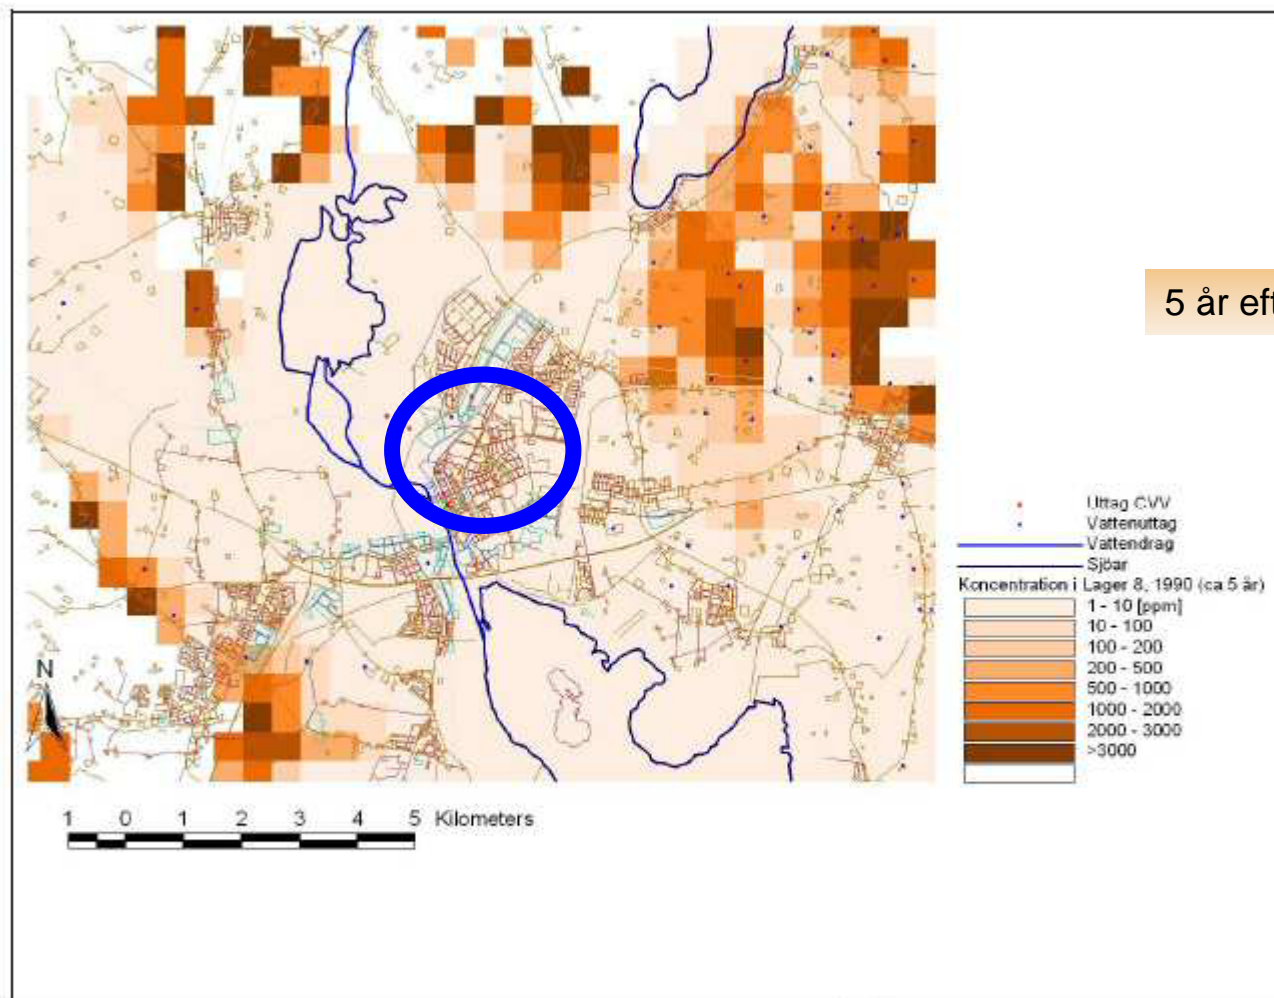 5 år eft
Uttag CVV
Vattenuttag
Vattendrag
Sjöar
Koncentration i Lager 8, 1990 (ca 5 år)
1 - 10 [ppm]
10 - 100
100 - 200
200 - 500
500 - 1000
1000 - 2000
2000 - 3000
>3000
N
1 0 1 2 3 4 5 Kilometers